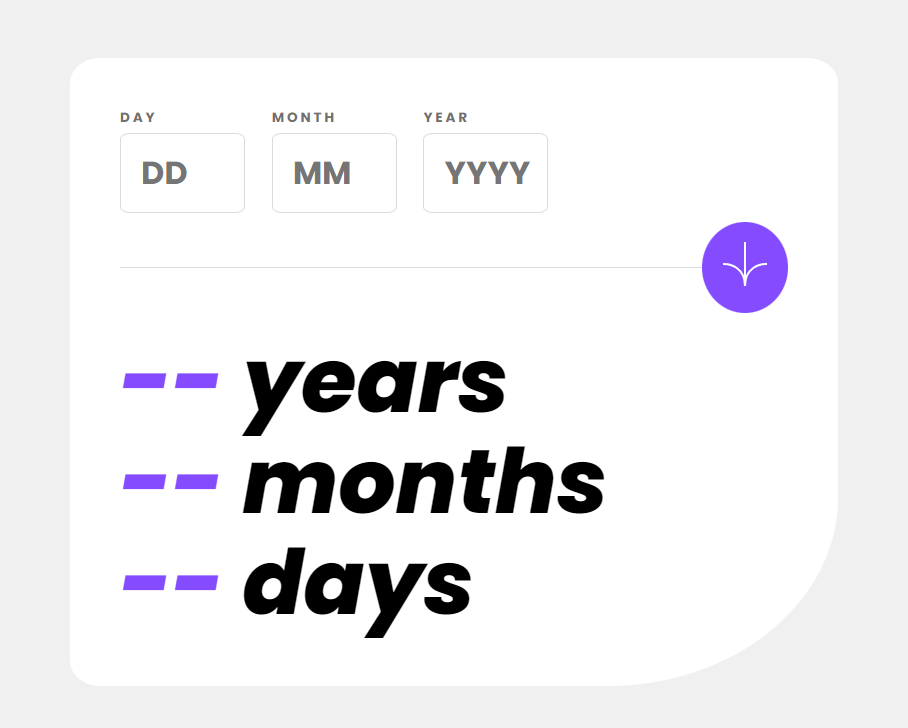 DAY MONTH YEAR
DD MM YYYY
-- years
-- months
-- days